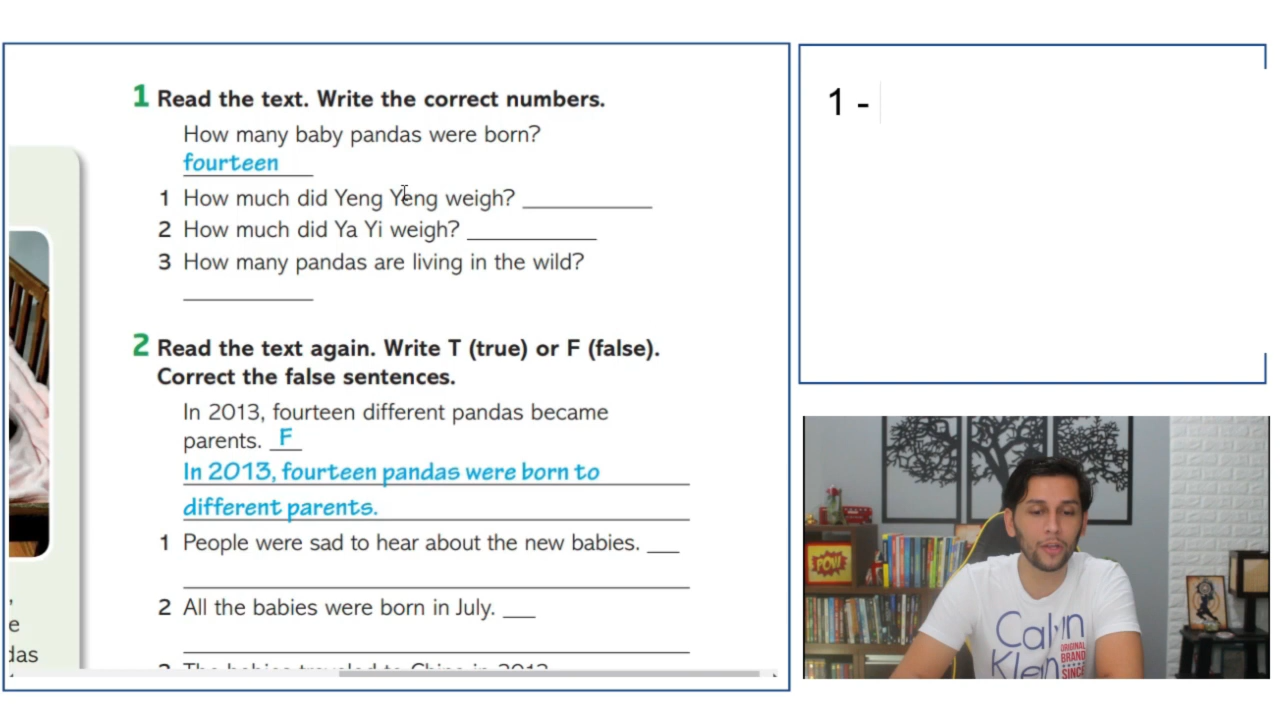 1 Read the text. Write the correct numbers.
How many baby pandas were born?
fourteen
1 How much did Yeng Yeng weigh?
2 How much did Ya Yi weigh?
3 How many pandas are living in the wild?
2 Read the text again. Write T (true) or F (false).
Correct the false sentences.
In 2013, fourteen different pandas became
parents. F
In 2013, fourteen pandas were born to
different parents.
1 People were sad to hear about the new babies.
2 All the babies were born in July.
,
e
das
1 -
POW!
Calvin
Klein
ORIGINAL
BRAND
SINCE